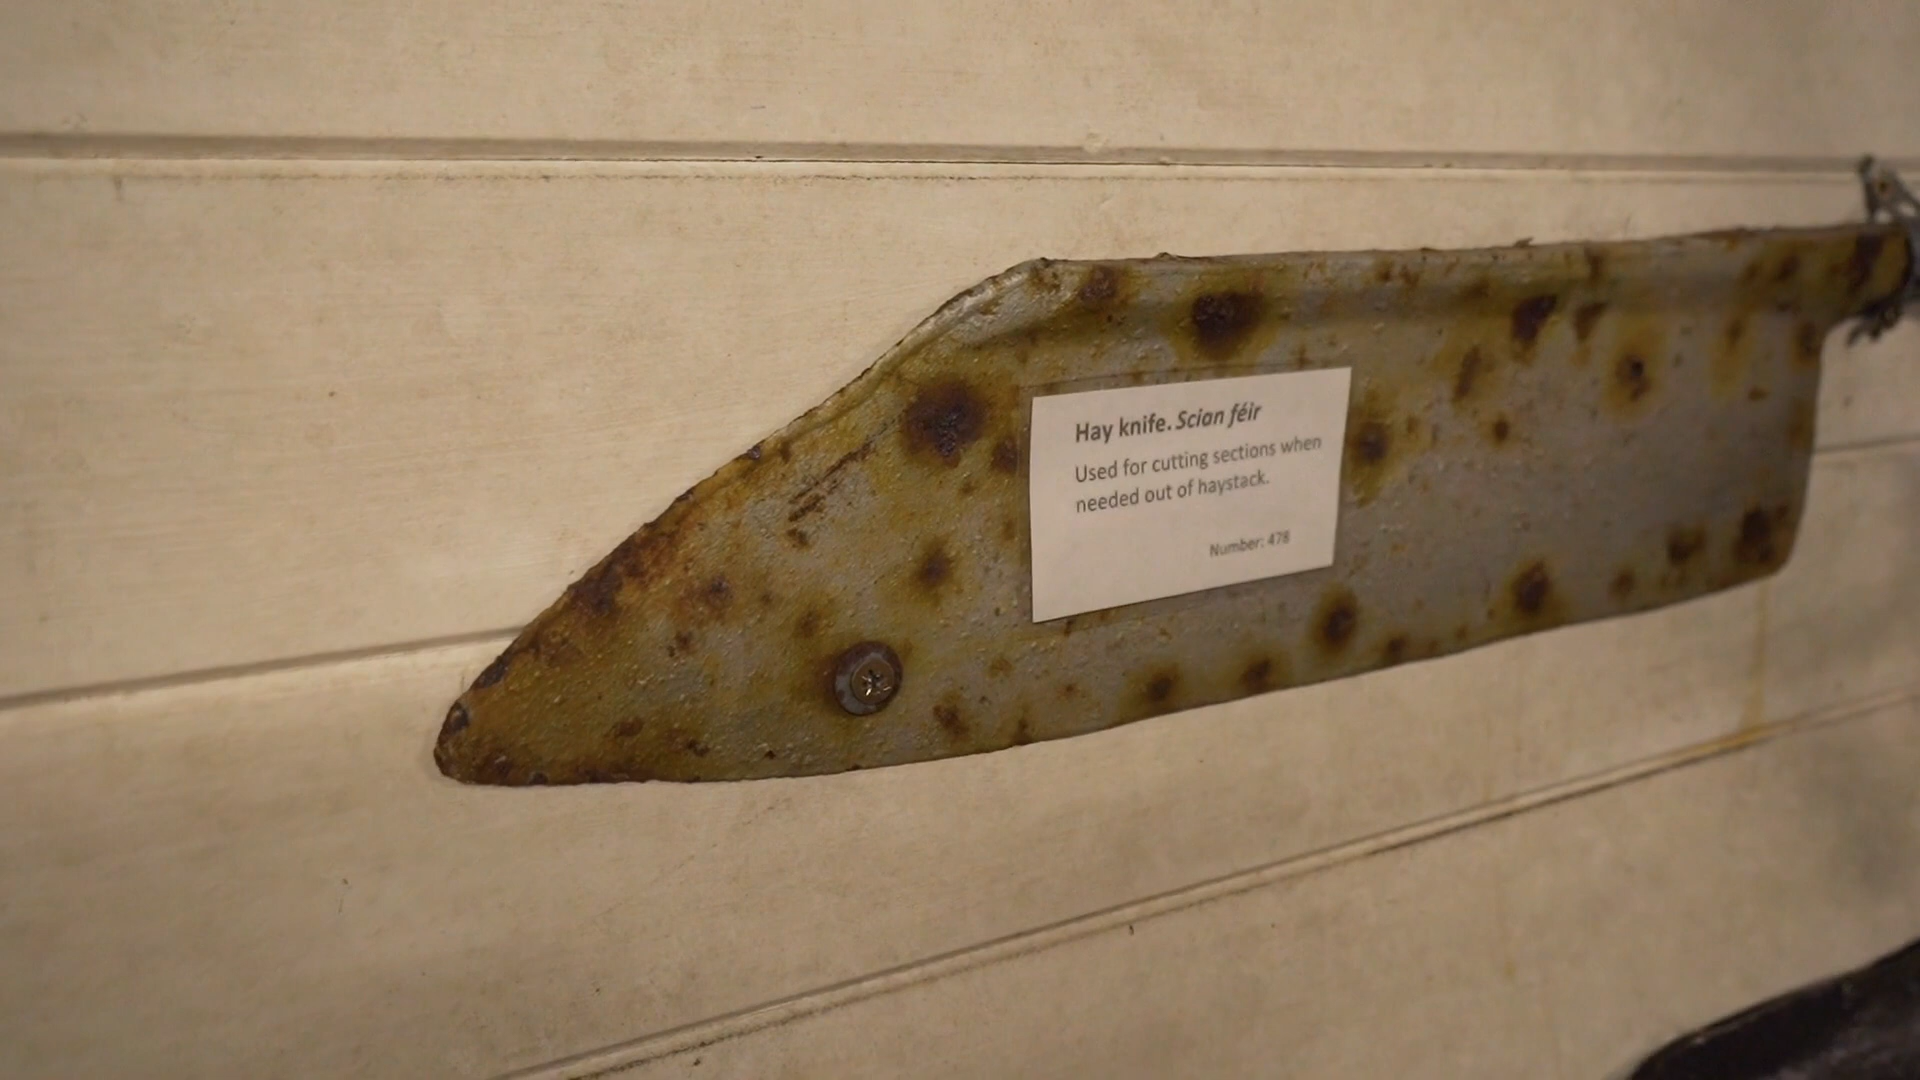 Hay knife. Scian féir
Used for cutting sections when
needed out of haystack.
Number: 478